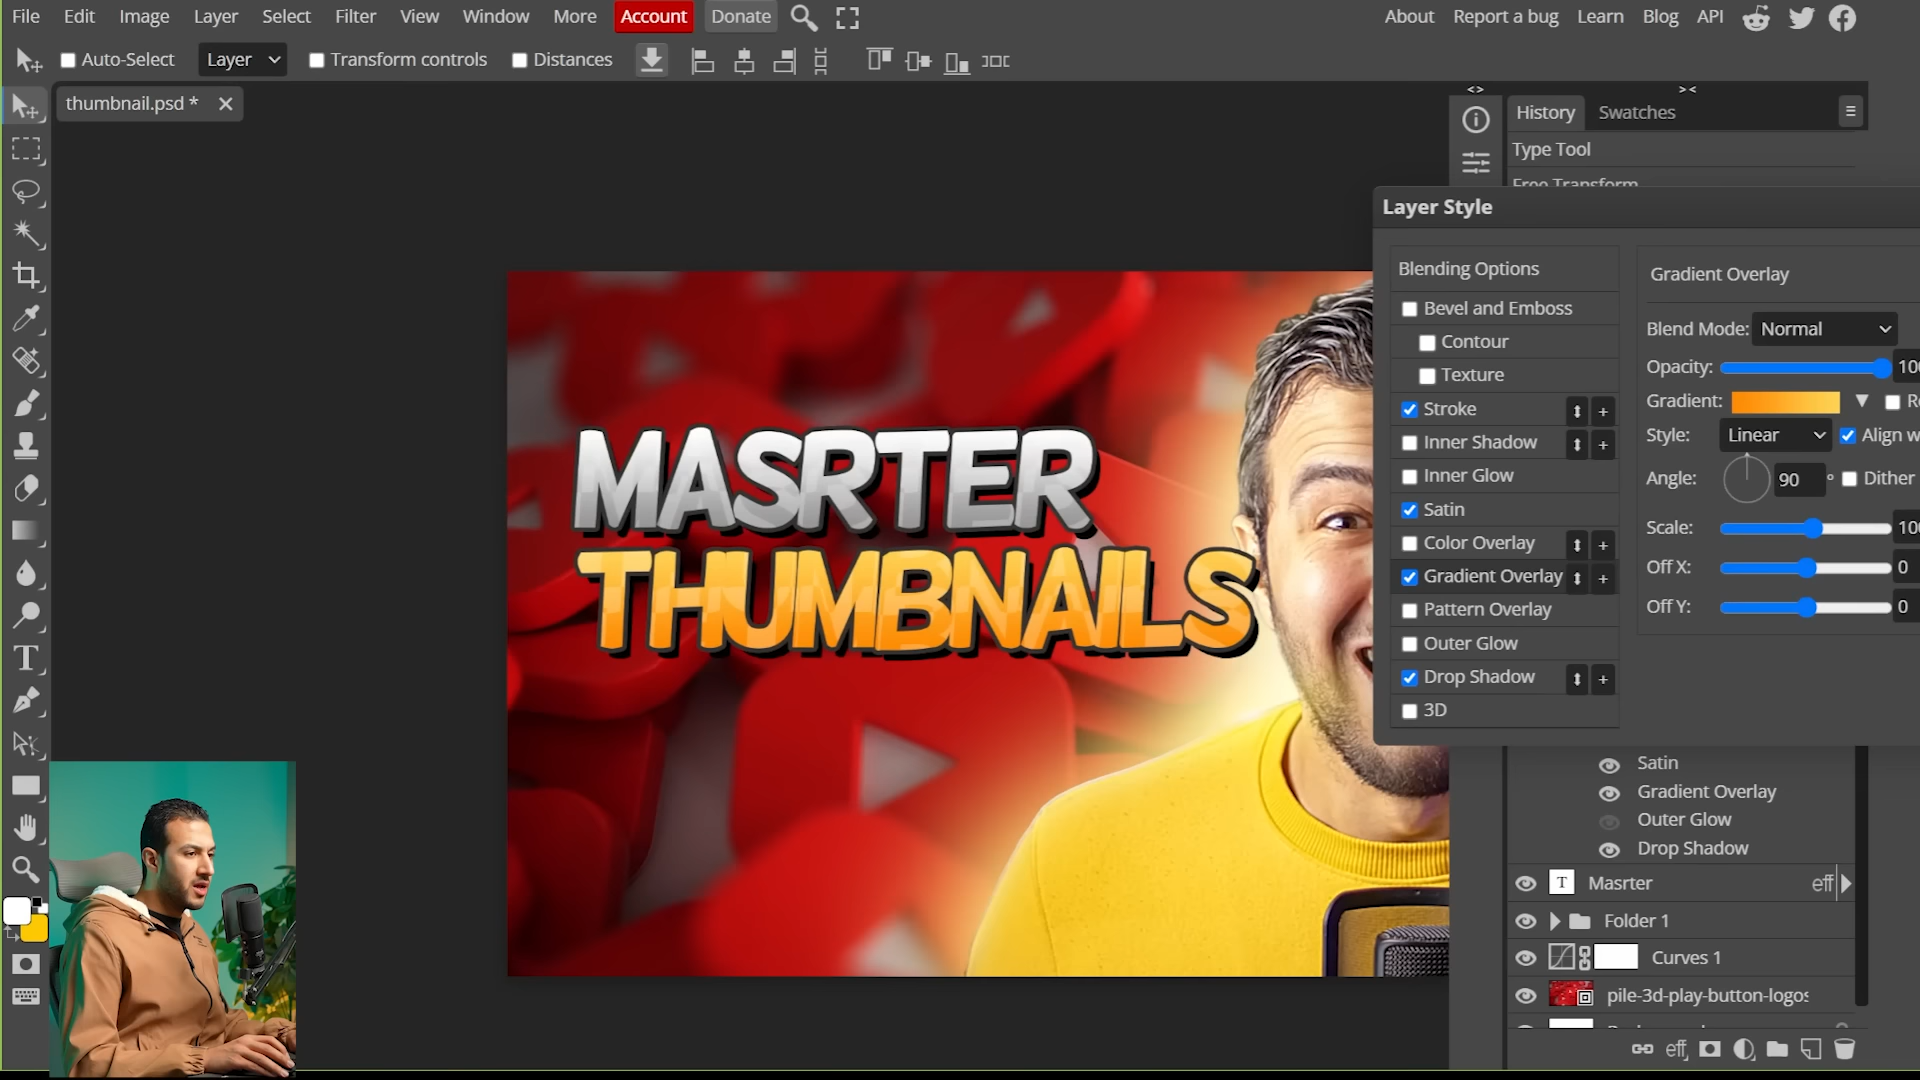 File Edit Image Layer Select Filter View Window More Account Donate About Report a bug Learn Blog API
Auto-Select Layer Transform controls Distances
thumbnail.psd *
History Swatches
Type Tool
Free Transform
Layer Style
Blending Options
Bevel and Emboss
Contour
Texture
Stroke
Inner Shadow
Inner Glow
Satin
Color Overlay
Gradient Overlay
Pattern Overlay
Outer Glow
Drop Shadow
3D
Gradient Overlay
Blend Mode: Normal
Opacity: 100
Gradient:
Style: Linear Align
Angle: 90 ° Dither
Scale:
Off X: 0
Off Y: 0
MASRTER
THUMBNAILS
Satin
Gradient Overlay
Outer Glow
Drop Shadow
T Masrter eff
Folder 1
Curves 1
pile-3d-play-button-logos
eff